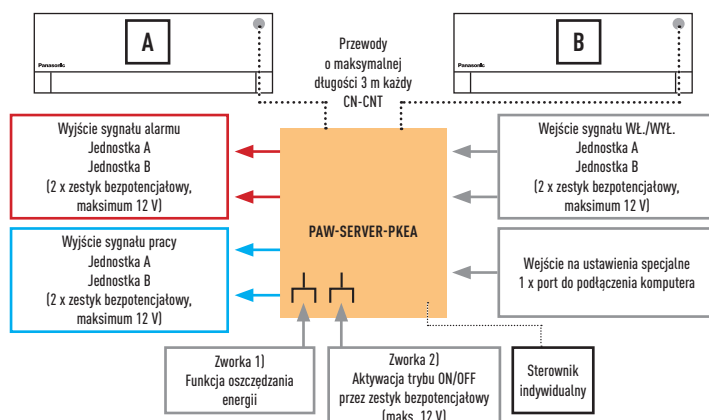 A
Panasonic
Przewody
o maksymalnej
długości 3 m każdy
CN-CNT
B
Panasonic
Wyjście sygnału alarmu
Jednostka A
Jednostka B
(2 x zestyk bezpotencjałowy,
maksimum 12 V)
Wejście sygnału WŁ./WYŁ.
Jednostka A
Jednostka B
(2 x zestyk bezpotencjałowy,
maksimum 12 V)
PAW-SERVER-PKEA
Wyjście sygnału pracy
Jednostka A
Jednostka B
(2 x zestyk bezpotencjałowy,
maksimum 12 V)
Wejście na ustawienia specjalne
1 x port do podłączenia komputera
Zworka 1)
Funkcja oszczędzania
energii
Zworka 2)
Aktywacja trybu ON/OFF
przez zestyk bezpotencjałowy
(maks. 12 V)
Sterownik
indywidualny